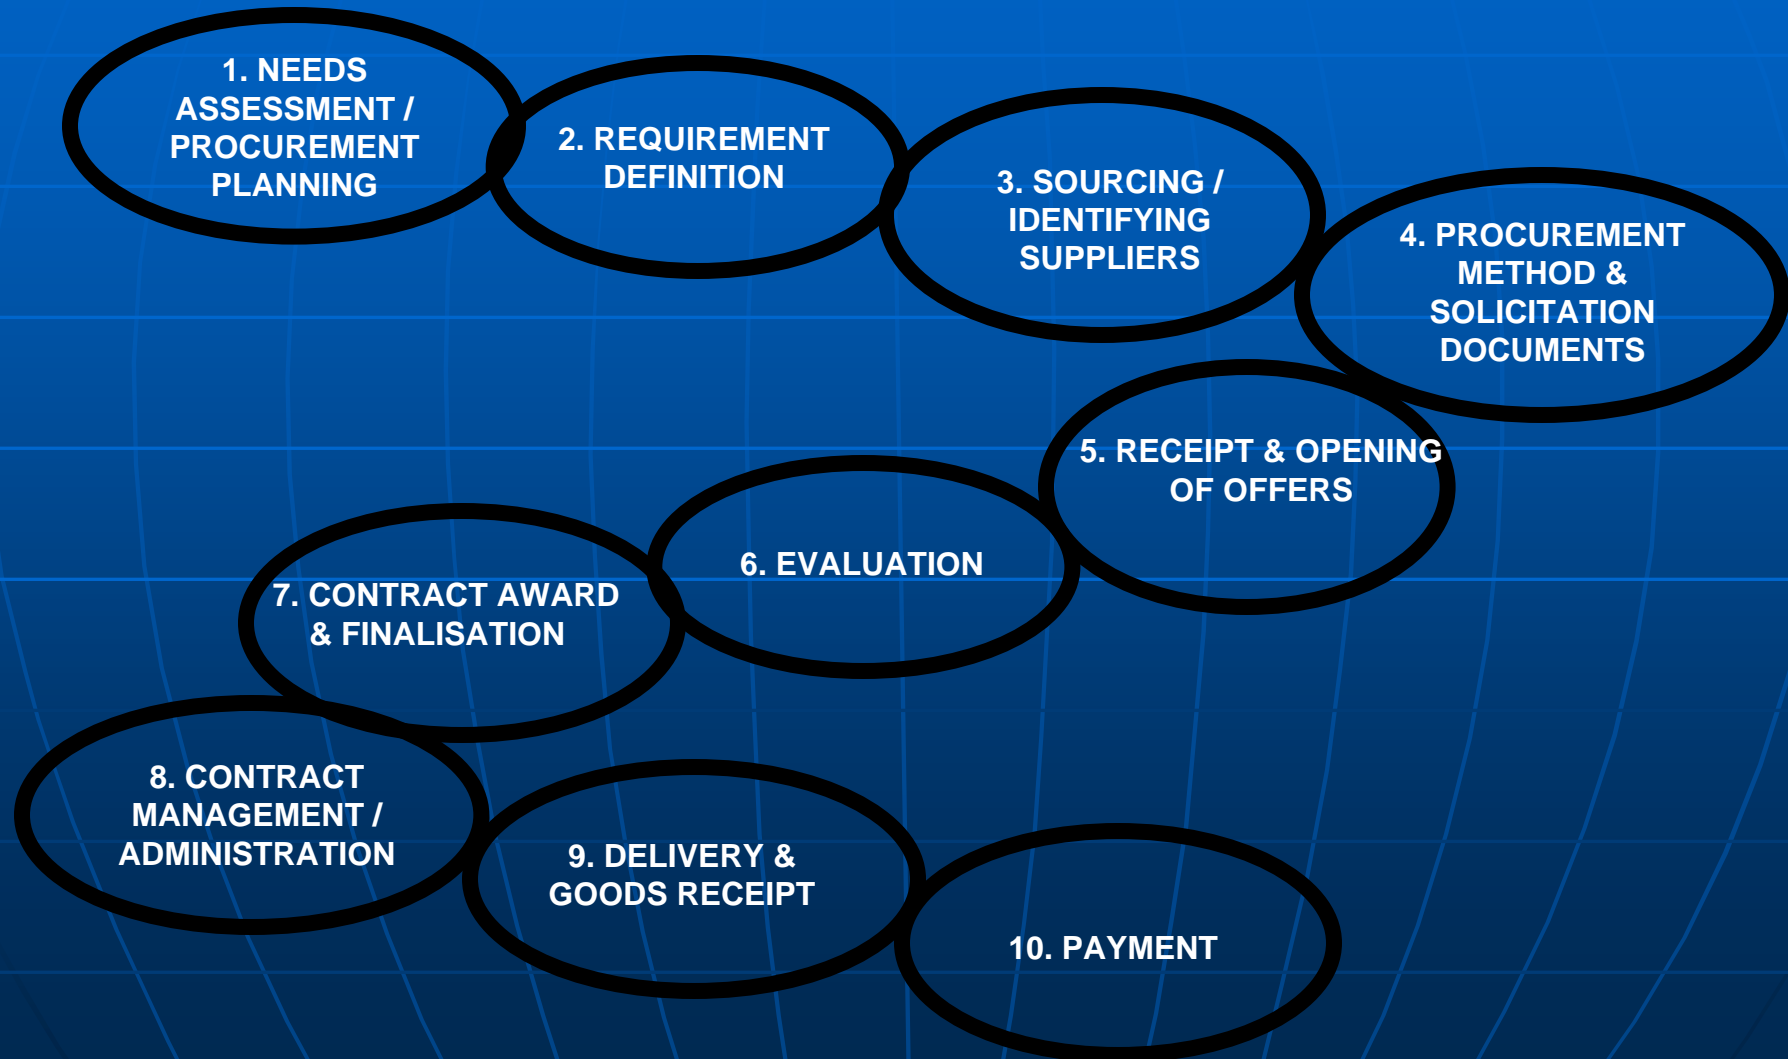 1. NEEDS
ASSESSMENT /
PROCUREMENT
PLANNING
2. REQUIREMENT
DEFINITION
3. SOURCING /
IDENTIFYING
SUPPLIERS
4. PROCUREMENT
METHOD &
SOLICITATION
DOCUMENTS
5. RECEIPT & OPENING
OF OFFERS
6. EVALUATION
7. CONTRACT AWARD
& FINALISATION
8. CONTRACT
MANAGEMENT /
ADMINISTRATION
9. DELIVERY &
GOODS RECEIPT
10. PAYMENT